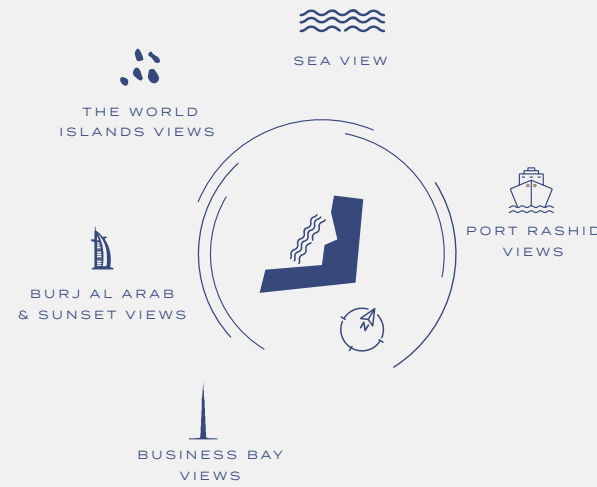 SEA VIEW
THE WORLD
ISLANDS VIEWS
PORT RASHID
VIEWS
BURJ AL ARAB
& SUNSET VIEWS
N
BUSINESS BAY
VIEWS